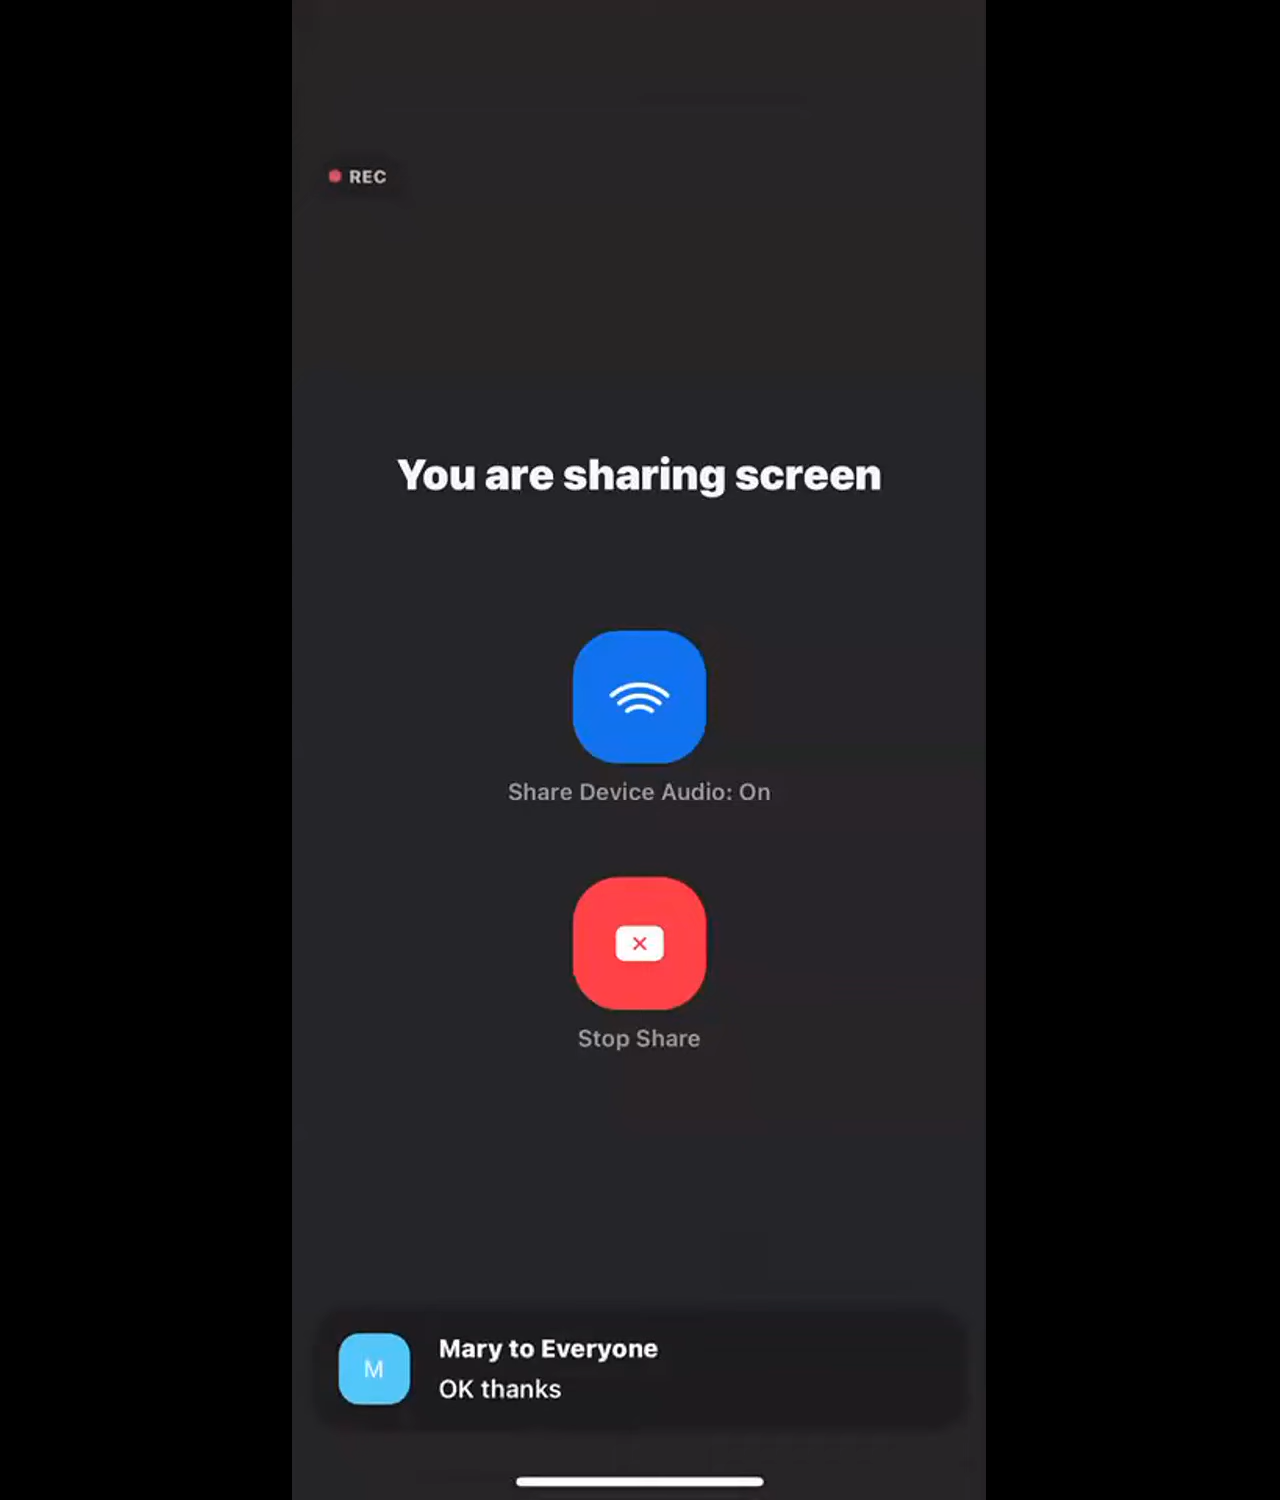 REC
You are sharing screen
Share Device Audio: On
Stop Share
M
Mary to Everyone
OK thanks